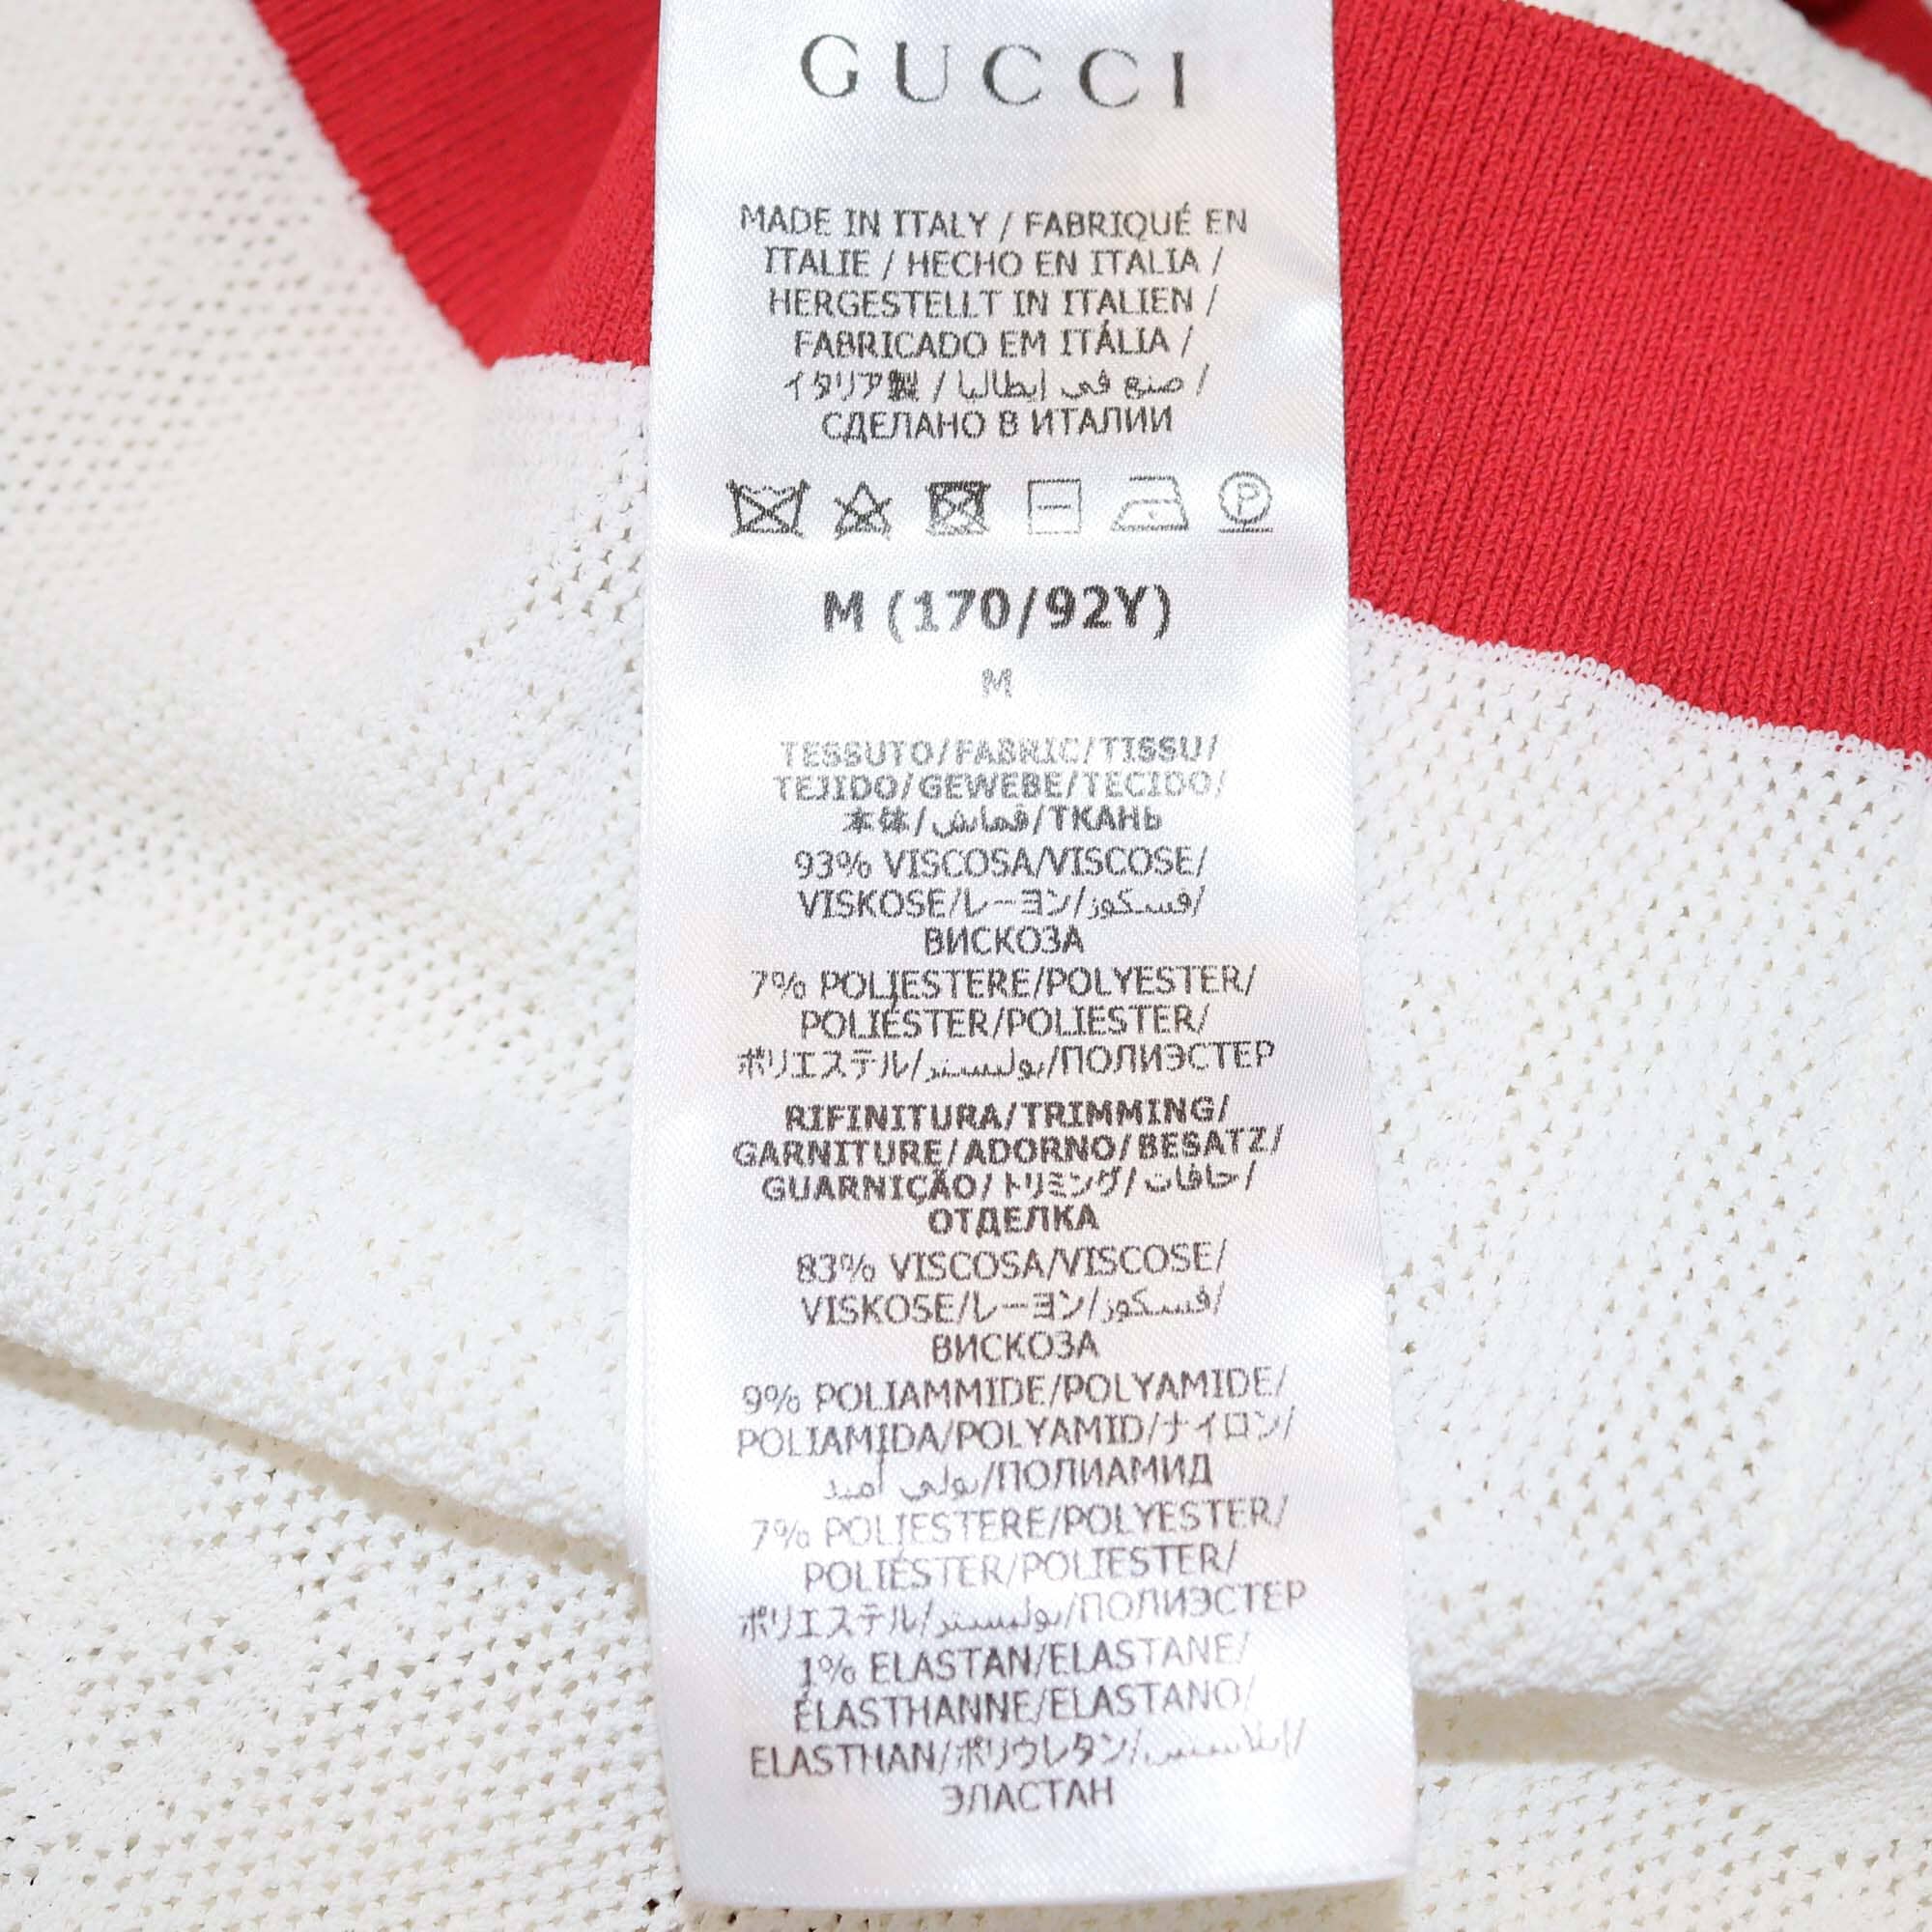 GUCCI
MADE IN ITALY / FABRIQUÉ EN
ITALIE / HECHO EN ITALIA /
HERGESTELLT IN ITALIEN /
FABRICADO EM ITÁLIA /
イタリア製 / صنع في إيطاليا /
СДЕЛАНО В ИТАЛИИ
P
M (170/92Y)
M
TESSUTO/FABRIC/TISSU/
TEJIDO/GEWEBE/TECIDO/
本体/قماش/ТКАНЬ
93% VISCOSA/VISCOSE/
VISKOSE/レーヨン/فسكوز/
ВИСКОЗА
7% POLIESTERE/POLYESTER/
POLIÉSTER/POLIESTER/
ポリエステル/بوليستر/ПОЛИЭСТЕР
RIFINITURA/TRIMMING/
GARNITURE/ADORNO/BESATZ/
GUARNIÇÃO/トリミング/حافات/
ОТДЕЛКА
83% VISCOSA/VISCOSE/
VISKOSE/レーヨン/فسكوز/
ВИСКОЗА
9% POLIAMMIDE/POLYAMIDE/
POLIAMIDA/POLYAMID/ナイロン/
بولي أميد/ПОЛИАМИД
7% POLIESTERE/POLYESTER/
POLIÉSTER/POLIESTER/
ポリエステル/بوليستر/ПОЛИЭСТЕР
1% ELASTAN/ELASTANE/
ÉLASTHANNE/ELASTANO/
ELASTHAN/ポリウレタン/إيلاستين/
ЭЛАСТАН